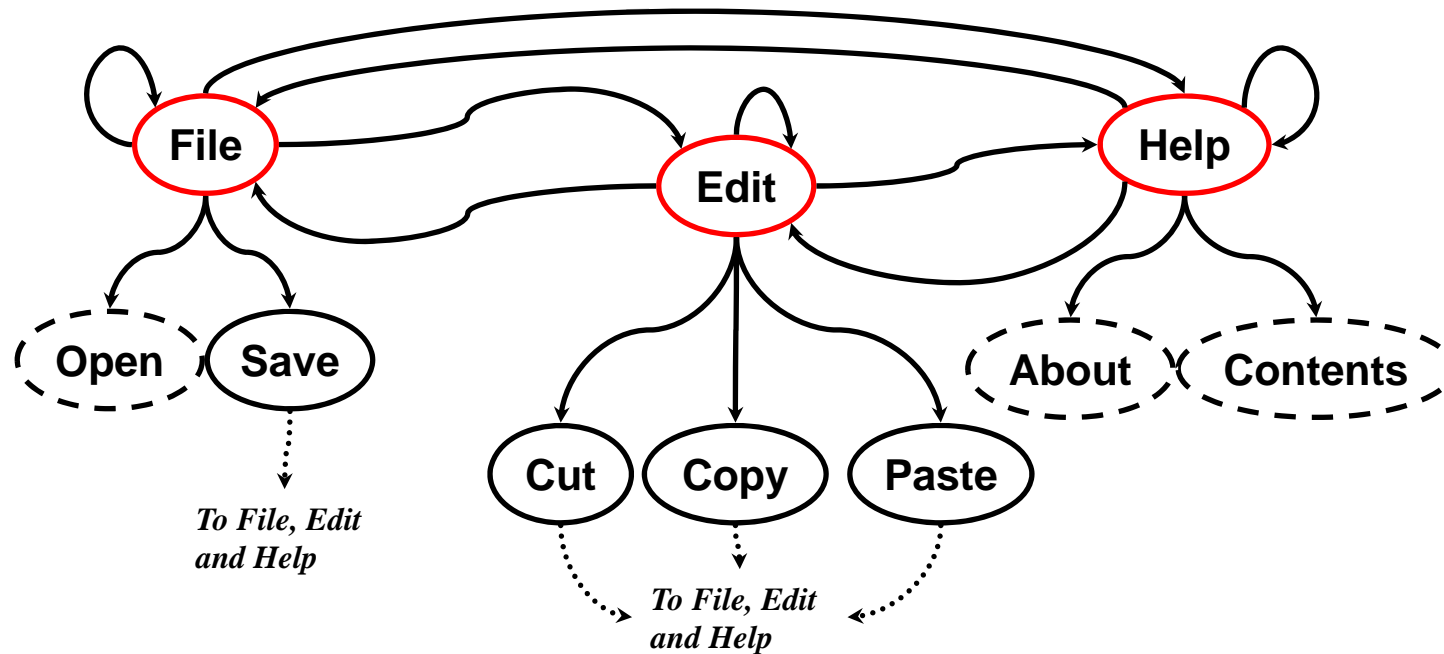 File
Edit
Help
Open
Save
About
Contents
Cut
Copy
Paste
To File, Edit
and Help
To File, Edit
and Help